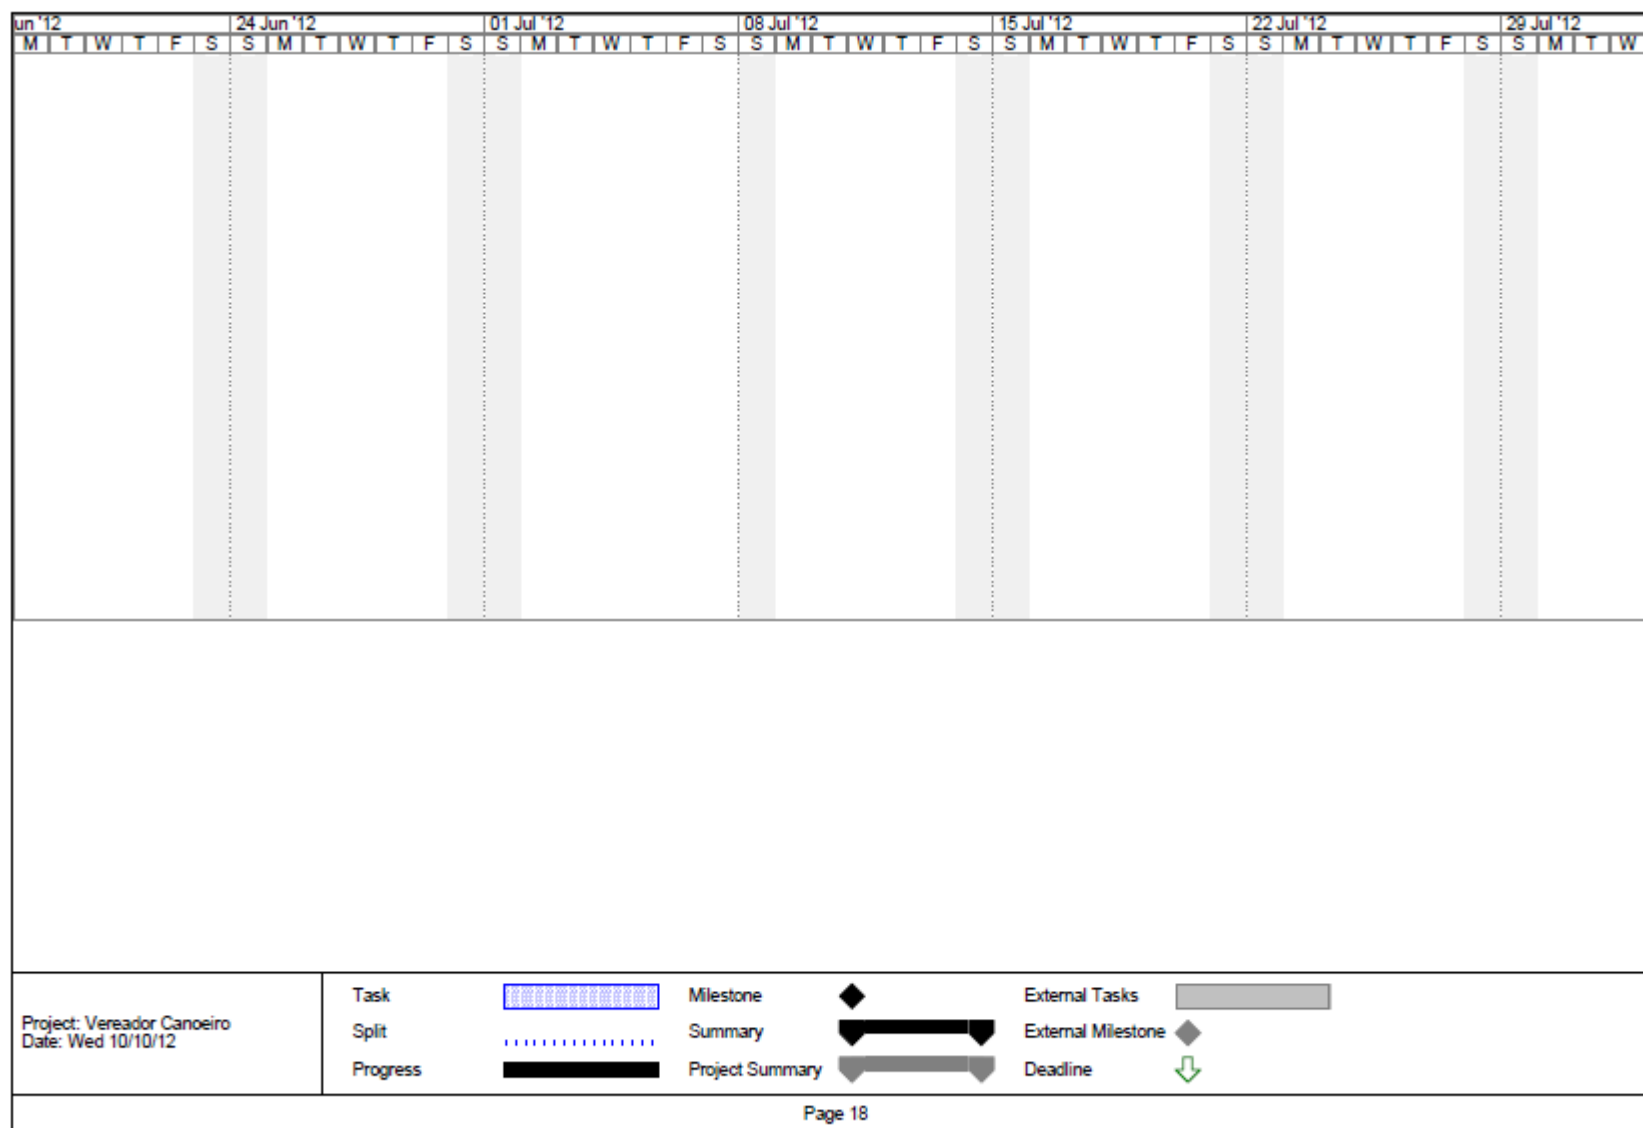 un '12 24 Jun '12 01 Jul '12 08 Jul '12 15 Jul '12 22 Jul '12 29 Jul '12
M T W T F S S M T W T F S S M T W T F S S M T W T F S S M T W T F S S M T W T F S S M T W
Task Milestone External Tasks
Project: Vereador Canoeiro
Date: Wed 10/10/12
Split Summary External Milestone
Progress Project Summary Deadline
Page 18